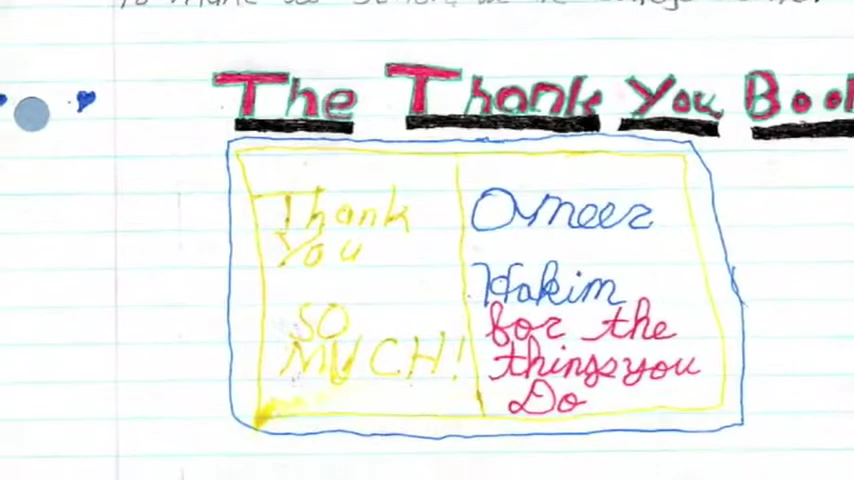 The Thank You Boo
Thank
You
SO
MUCH!
Omeer
Hakim
for the
things you
Do